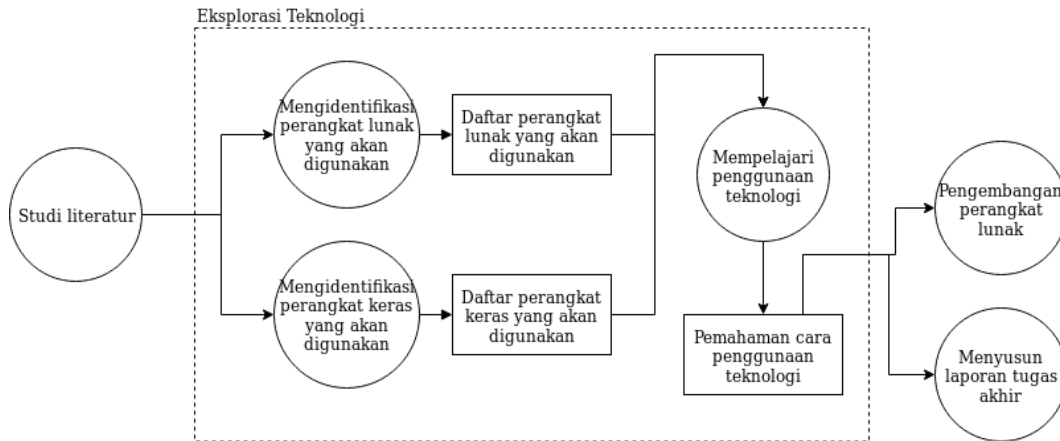 Eksplorasi Teknologi
Studi literatur
Mengidentifikasi
perangkat lunak
yang akan
digunakan
Daftar perangkat
lunak yang akan
digunakan
Mengidentifikasi
perangkat keras
yang akan
digunakan
Daftar perangkat
keras yang akan
digunakan
Mempelajari
penggunaan
teknologi
Pemahaman cara
penggunaan
teknologi
Pengembangan
perangkat
lunak
Menyusun
laporan tugas
akhir